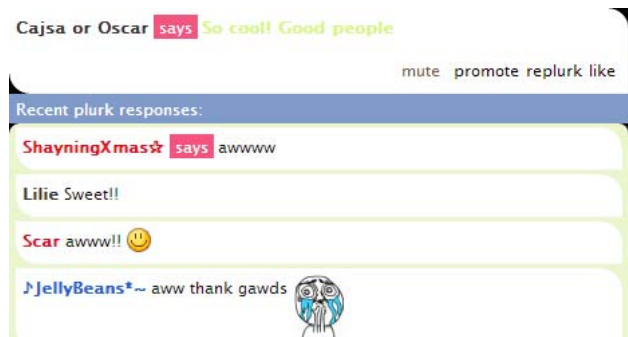 Cajsa or Oscar says So cool! Good people
mute promote replurk like
Recent plurk responses:
ShayningXmas☆ says awwww
Lilie Sweet!!
Scar awww!!
♪JellyBeans*~ aww thank gawds